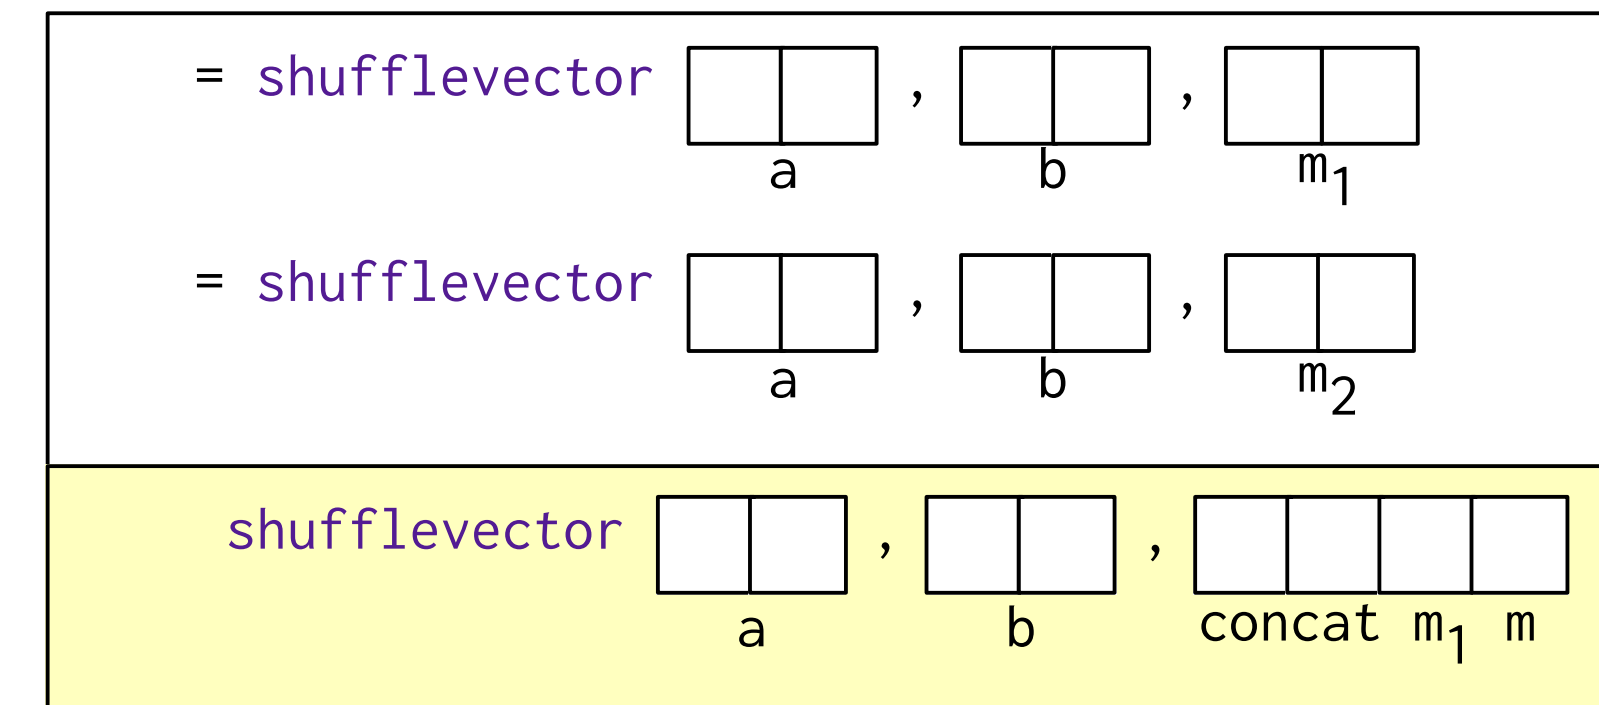 = shufflevector , ,
a b m₁
= shufflevector , ,
a b m₂
shufflevector , ,
a b concat m₁ m